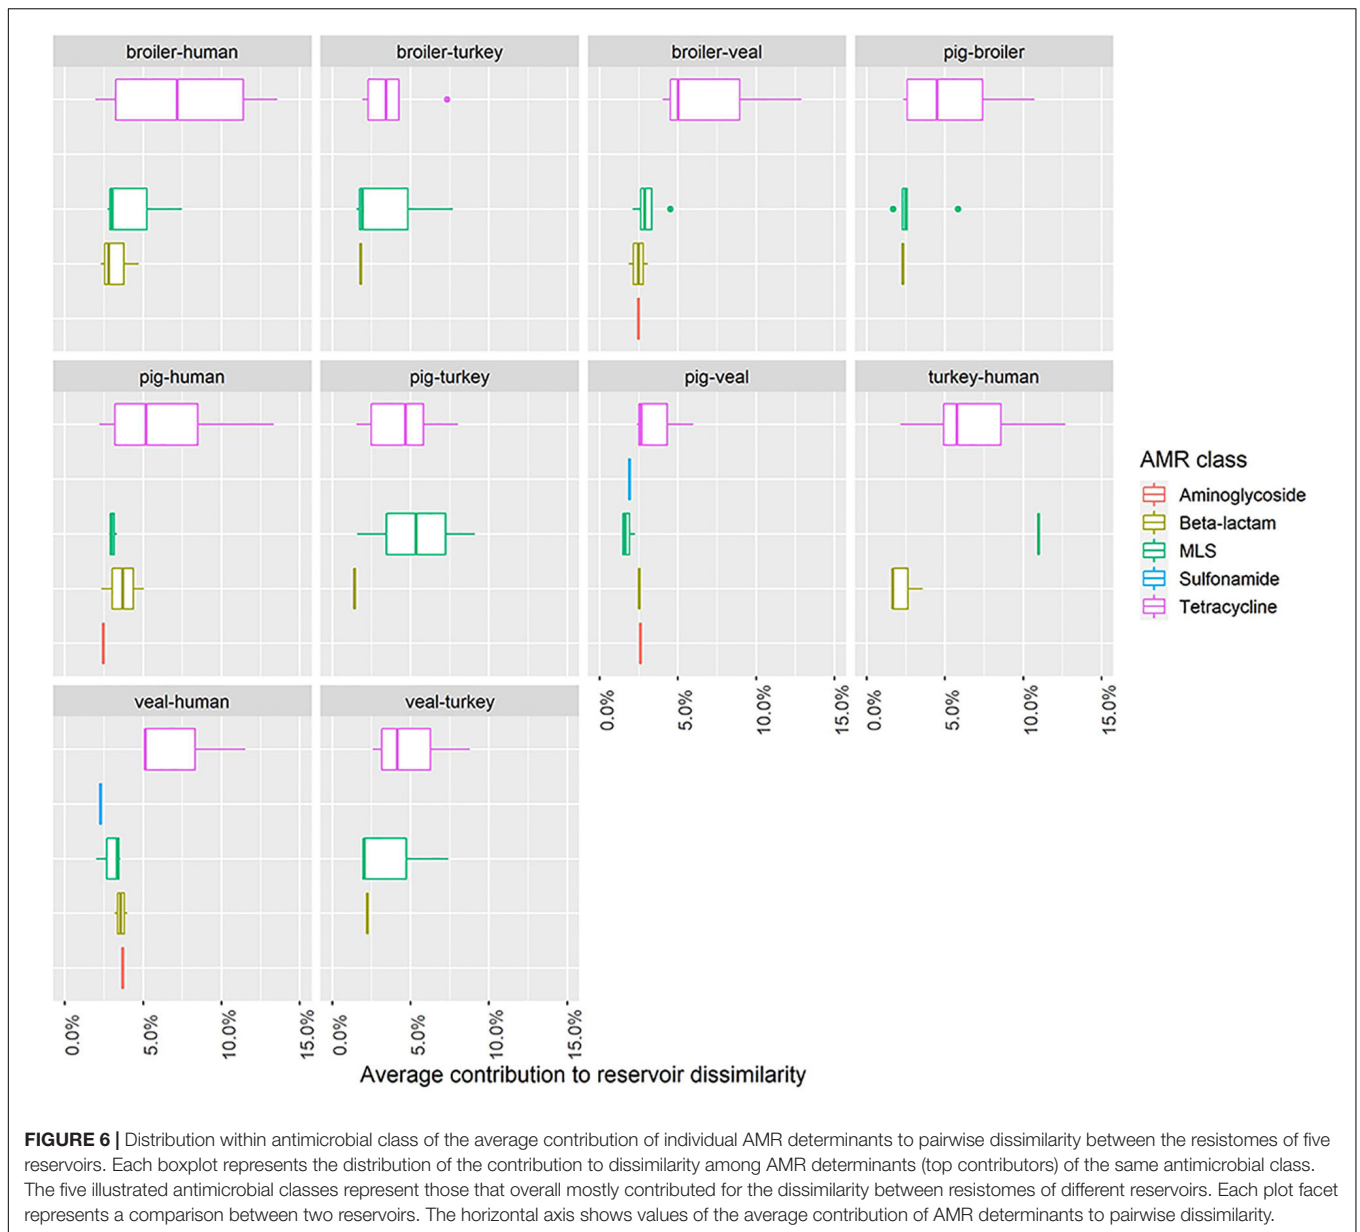 broiler-human
broiler-turkey
broiler-veal
pig-broiler
pig-human
pig-turkey
pig-veal
turkey-human
AMR class
Aminoglycoside
Beta-lactam
MLS
Sulfonamide
Tetracycline
0.0%
5.0%
10.0%
15.0%
0.0%
5.0%
10.0%
15.0%
veal-human
veal-turkey
0.0%
5.0%
10.0%
15.0%
0.0%
5.0%
10.0%
15.0%
Average contribution to reservoir dissimilarity
FIGURE 6 | Distribution within antimicrobial class of the average contribution of individual AMR determinants to pairwise dissimilarity between the resistomes of five
reservoirs. Each boxplot represents the distribution of the contribution to dissimilarity among AMR determinants (top contributors) of the same antimicrobial class.
The five illustrated antimicrobial classes represent those that overall mostly contributed for the dissimilarity between resistomes of different reservoirs. Each plot facet
represents a comparison between two reservoirs. The horizontal axis shows values of the average contribution of AMR determinants to pairwise dissimilarity.